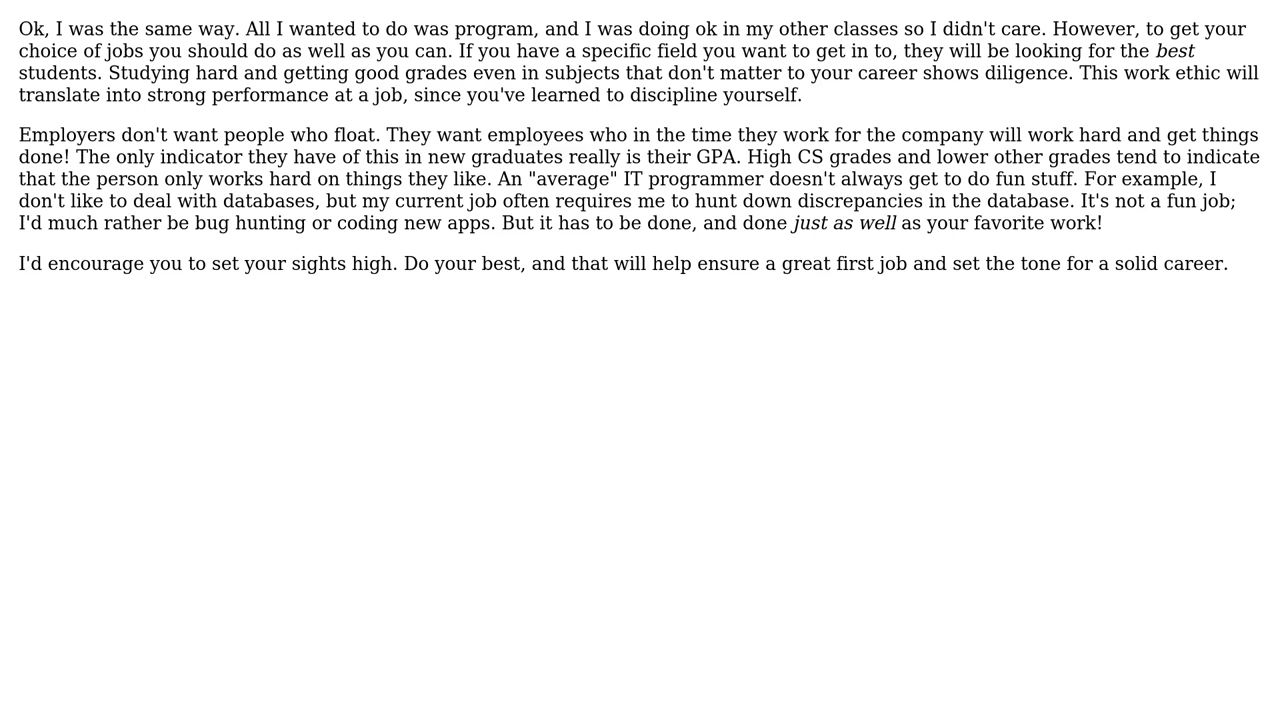 Ok, I was the same way. All I wanted to do was program, and I was doing ok in my other classes so I didn't care. However, to get your
choice of jobs you should do as well as you can. If you have a specific field you want to get in to, they will be looking for the best
students. Studying hard and getting good grades even in subjects that don't matter to your career shows diligence. This work ethic will
translate into strong performance at a job, since you've learned to discipline yourself.
Employers don't want people who float. They want employees who in the time they work for the company will work hard and get things
done! The only indicator they have of this in new graduates really is their GPA. High CS grades and lower other grades tend to indicate
that the person only works hard on things they like. An "average" IT programmer doesn't always get to do fun stuff. For example, I
don't like to deal with databases, but my current job often requires me to hunt down discrepancies in the database. It's not a fun job;
I'd much rather be bug hunting or coding new apps. But it has to be done, and done just as well as your favorite work!
I'd encourage you to set your sights high. Do your best, and that will help ensure a great first job and set the tone for a solid career.